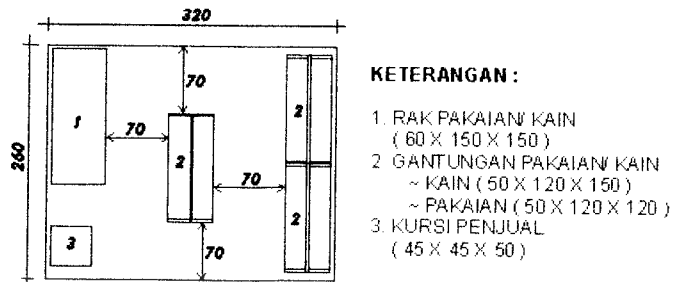 320
260
70
1
70
2
2
70
2
3
70
KETERANGAN :
1. RAK PAKAIAN/ KAIN
( 60 X 150 X 150 )
2 GANTUNGAN PAKAIAN/ KAIN
~ KAIN ( 50 X 120 X 150 )
~ PAKAIAN ( 50 X 120 X 120 )
3. KURSI PENJUAL
( 45 X 45 X 50 )